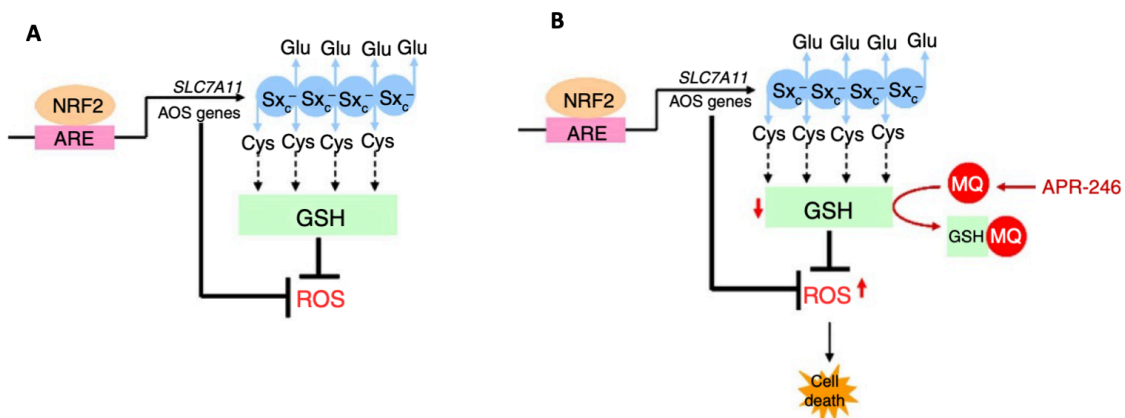 A
Glu Glu Glu Glu
SLC7A11
NRF2
AOS genes
Sxc⁻ Sxc⁻ Sxc⁻ Sxc⁻
ARE
Cys Cys Cys Cys
GSH
ROS
B
Glu Glu Glu Glu
SLC7A11
NRF2
AOS genes
Sxc⁻ Sxc⁻ Sxc⁻ Sxc⁻
ARE
Cys Cys Cys Cys
MQ APR-246
GSH
GSH MQ
ROS
Cell
death